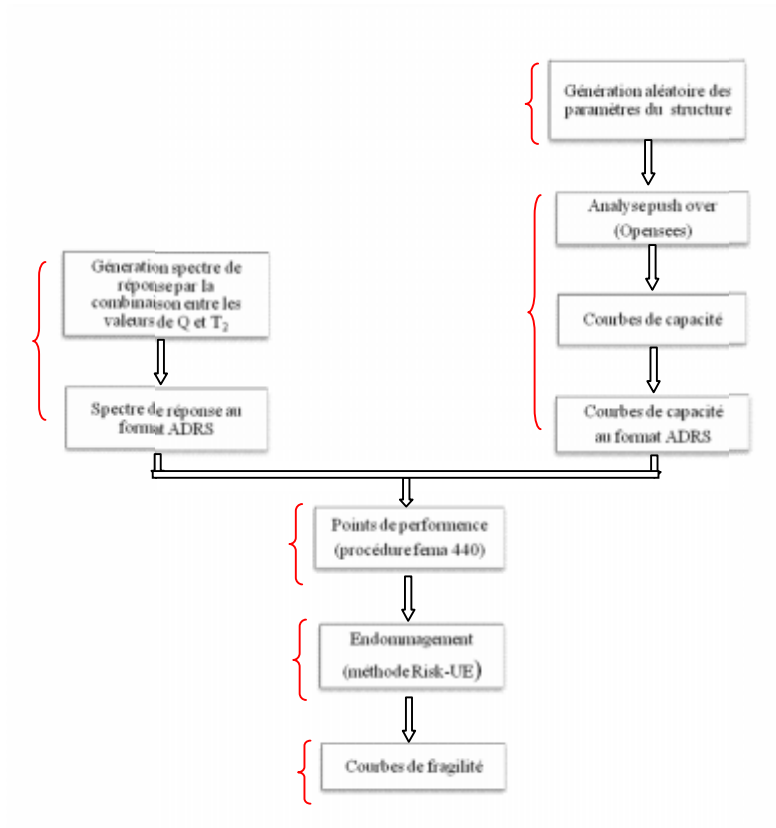 Génération aléatoire des
paramètres du structure
Analyse push over
(Opensees)
Courbes de capacité
Courbes de capacité
au format ADRS
Géneration spectre de
réponse par la
combinaison entre les
valeurs de Q et T₂
Spectre de réponse au
format ADRS
Points de performence
(procédure fema 440)
Endommagement
(méthode Risk-UE)
Courbes de fragilité